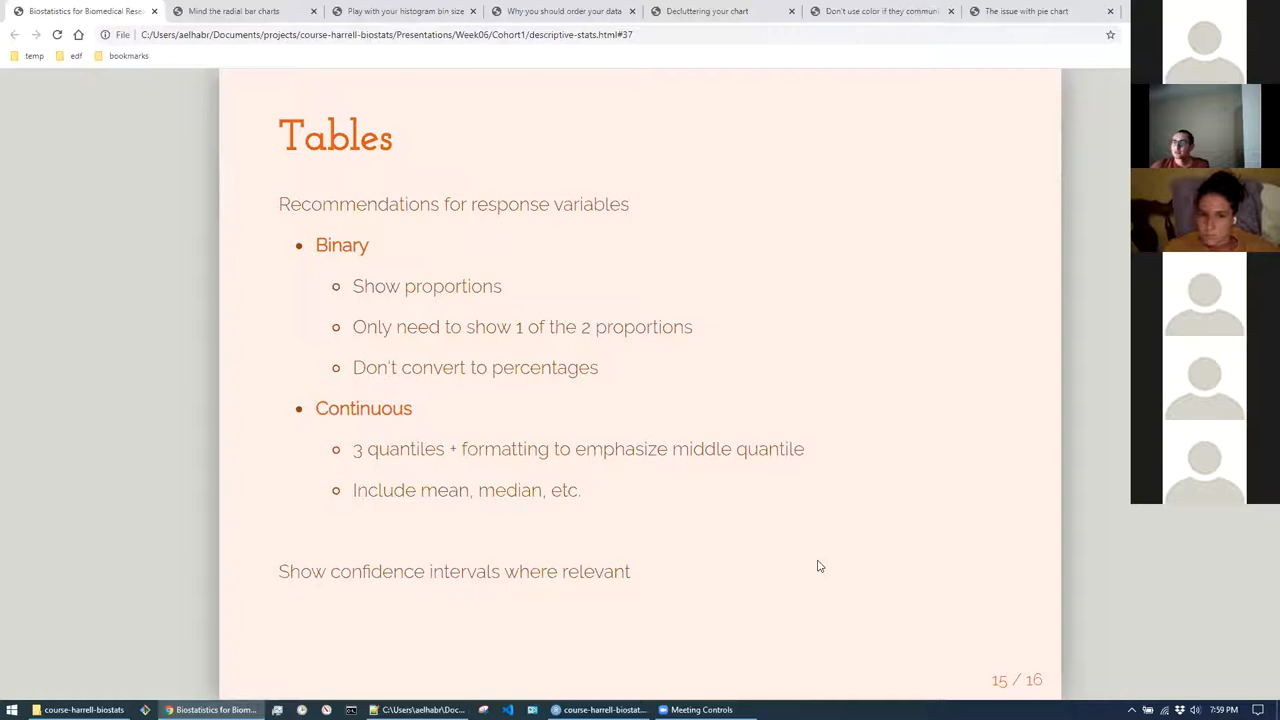 Biostatistics for Biomedical Rese
Mind the radial bar charts
Play with your histogram bin size
Why you should order your data
Decluttering your chart
Don't use color if they communi
The issue with pie chart
File
C:/Users/aelhabr/Documents/projects/course-harrell-biostats/Presentations/Week06/Cohort1/descriptive-stats.html#37
temp
edf
bookmarks
Tables
Recommendations for response variables
• Binary
Show proportions
Only need to show 1 of the 2 proportions
Don't convert to percentages
• Continuous
3 quantiles + formatting to emphasize middle quantile
Include mean, median, etc.
Show confidence intervals where relevant
15 / 16
course-harrell-biostats
Biostatistics for Biom...
C:\Users\aelhabr\Doc...
course-harrell-biostat...
Meeting Controls
7:59 PM